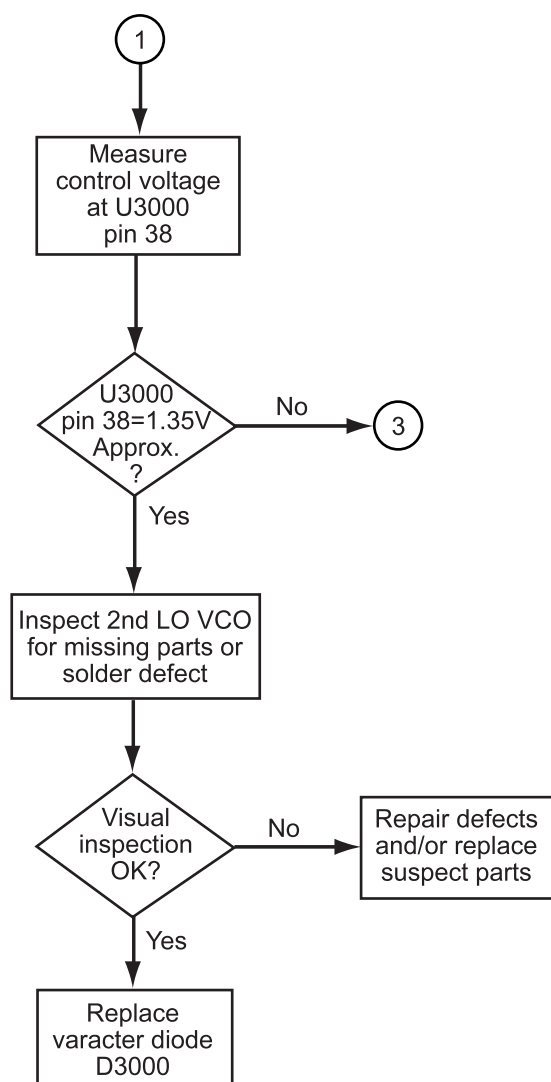 1
Measure
control voltage
at U3000
pin 38
U3000
pin 38=1.35V
Approx.
?
No
3
Yes
Inspect 2nd LO VCO
for missing parts or
solder defect
Visual
inspection
OK?
No
Repair defects
and/or replace
suspect parts
Yes
Replace
varacter diode
D3000